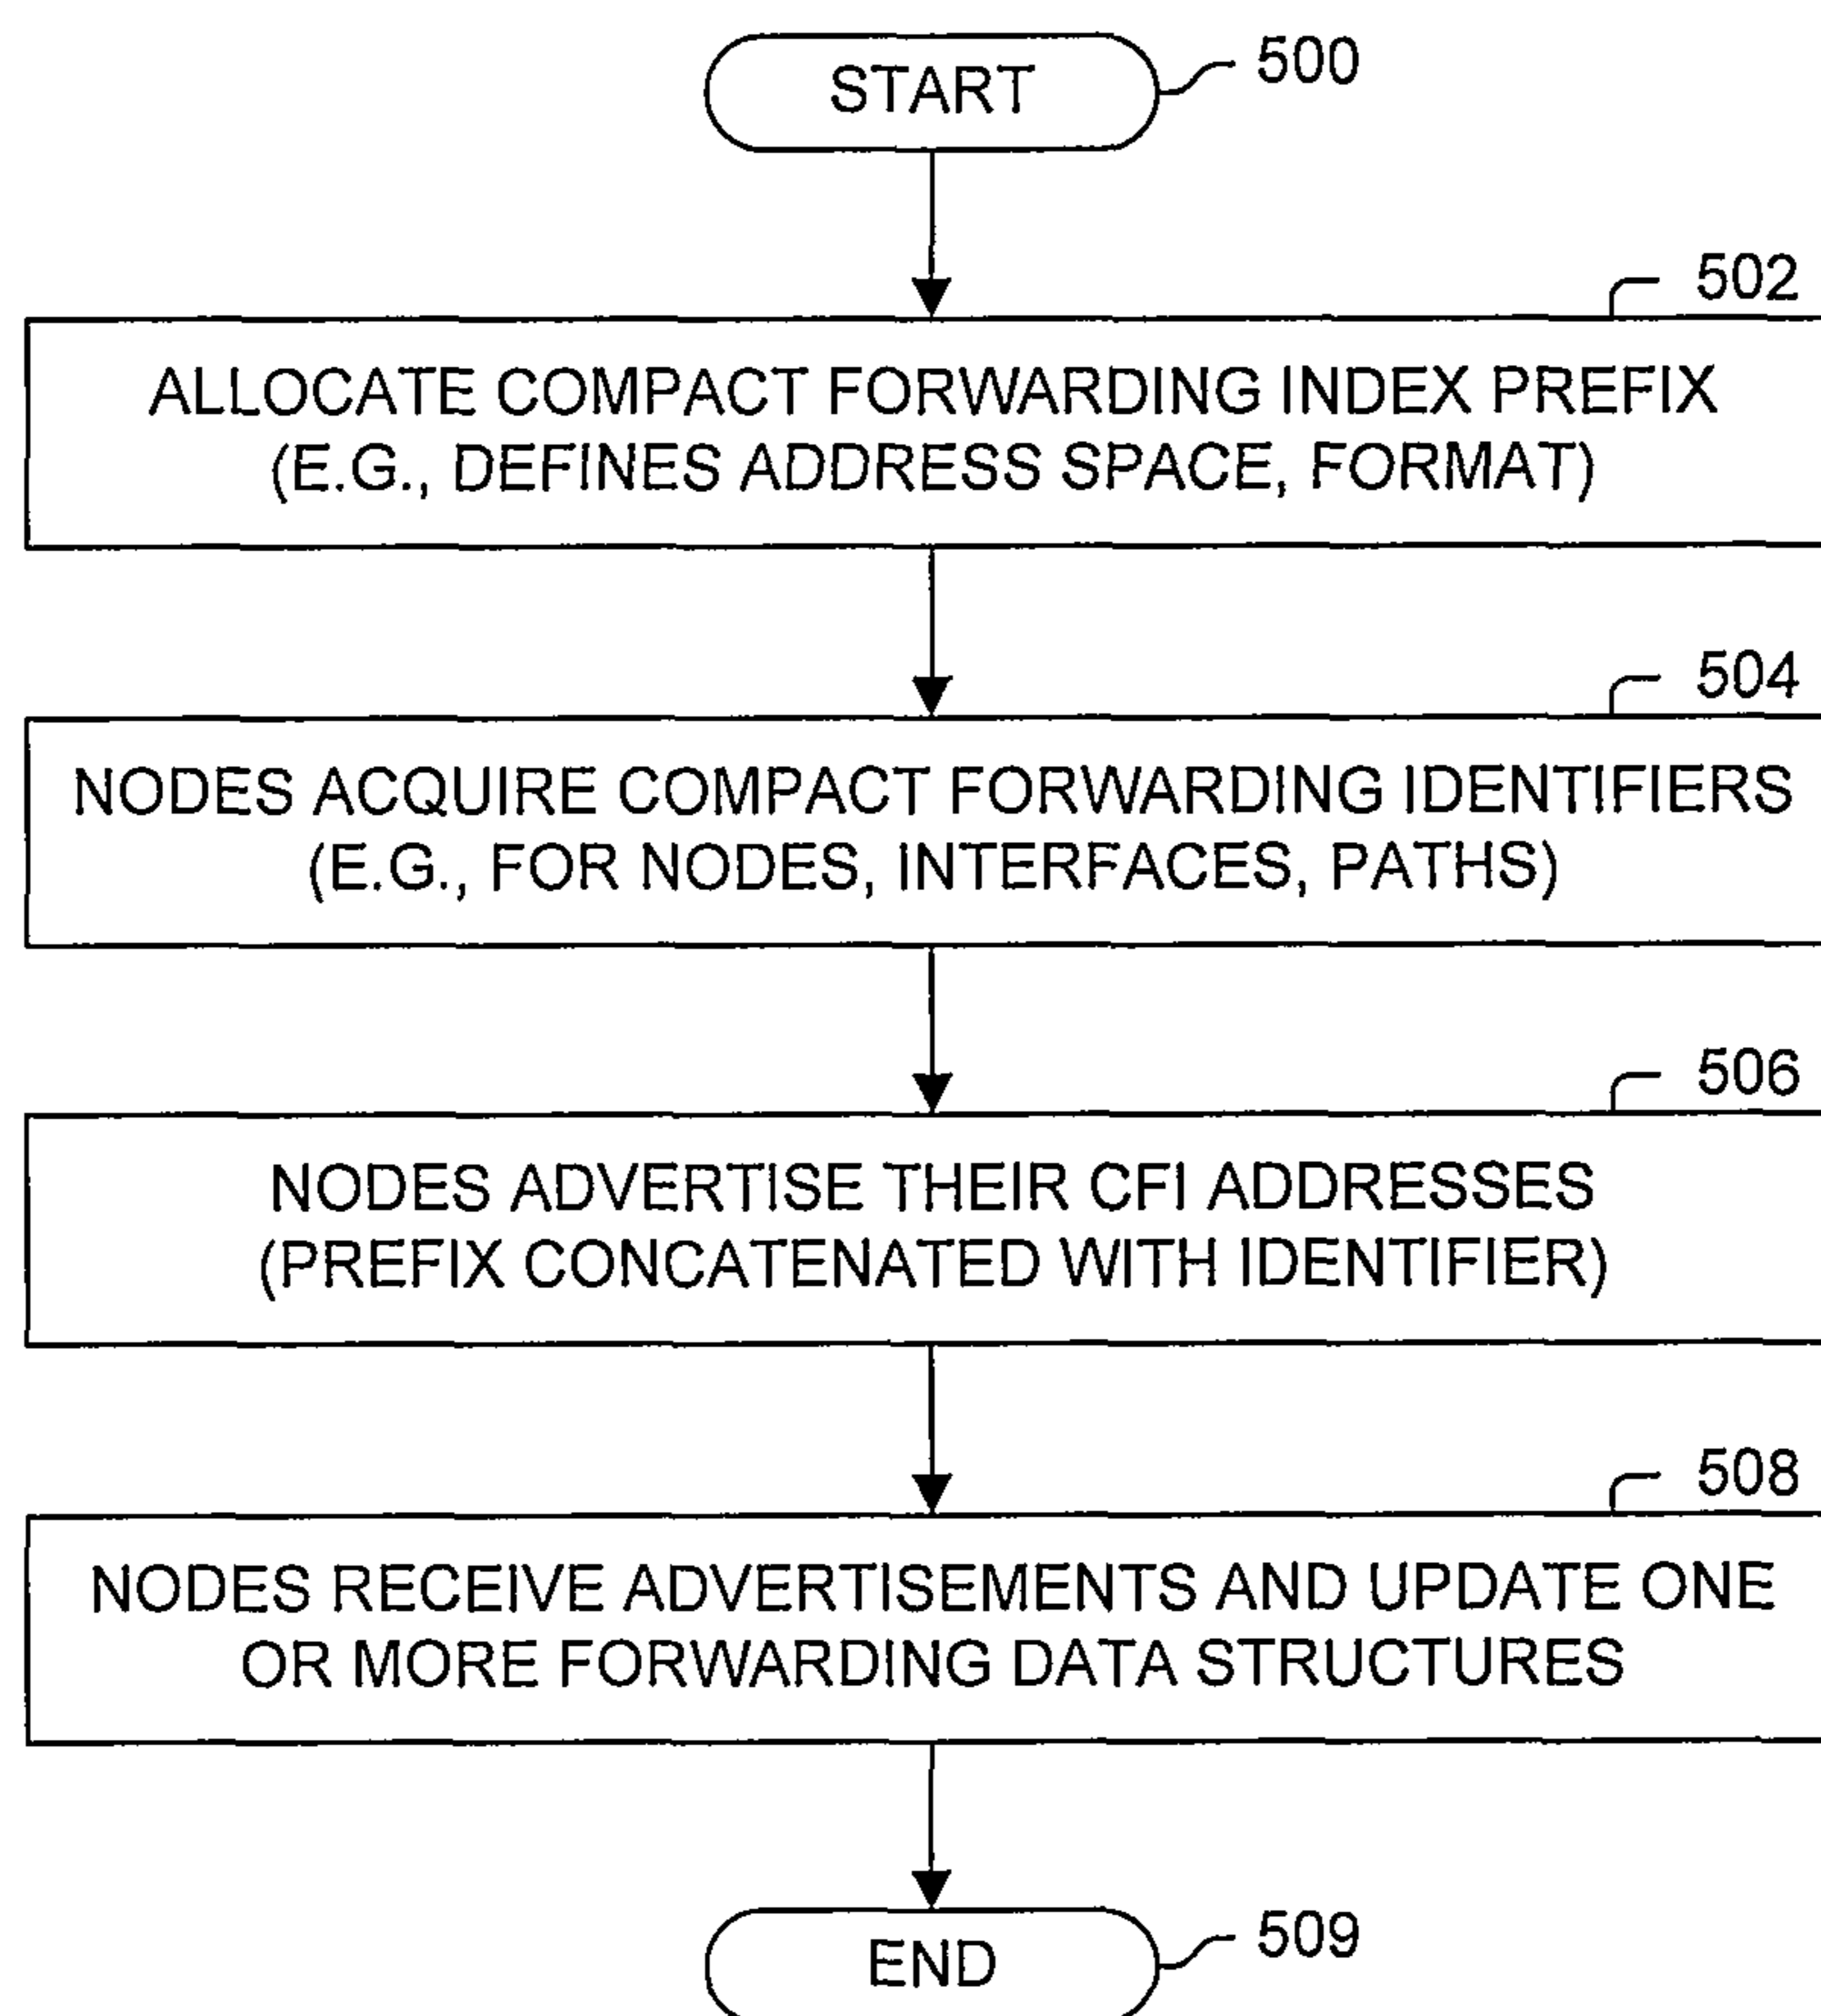 START
500
502
ALLOCATE COMPACT FORWARDING INDEX PREFIX
(E.G., DEFINES ADDRESS SPACE, FORMAT)
504
NODES ACQUIRE COMPACT FORWARDING IDENTIFIERS
(E.G., FOR NODES, INTERFACES, PATHS)
506
NODES ADVERTISE THEIR CFI ADDRESSES
(PREFIX CONCATENATED WITH IDENTIFIER)
508
NODES RECEIVE ADVERTISEMENTS AND UPDATE ONE
OR MORE FORWARDING DATA STRUCTURES
END
509